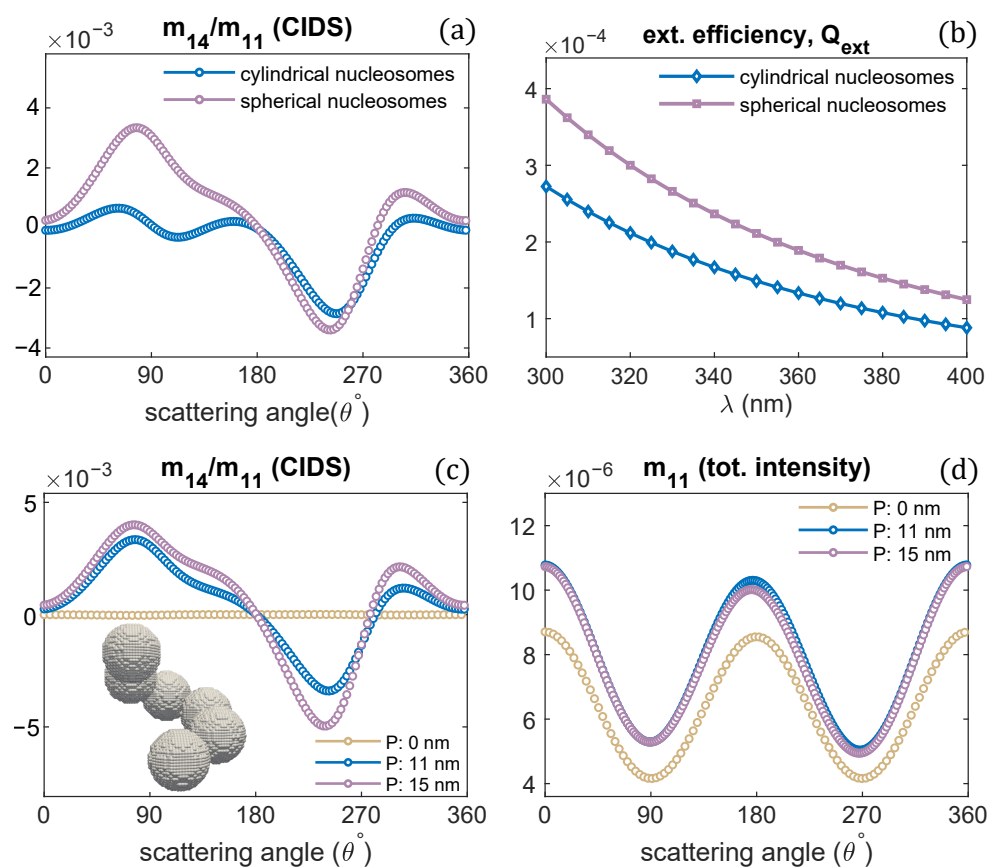 m14/m11 (CIDS)
(a)
×10−3
cylindrical nucleosomes
spherical nucleosomes
4
2
0
−2
−4
0 90 180 270 360
scattering angle(θ°)
ext. efficiency, Qext
(b)
×10−4
cylindrical nucleosomes
spherical nucleosomes
4
3
2
1
300 320 340 360 380 400
λ (nm)
m14/m11 (CIDS)
(c)
×10−3
5
0
−5
P: 0 nm
P: 11 nm
P: 15 nm
0 90 180 270 360
scattering angle (θ°)
m11 (tot. intensity)
(d)
×10−6
P: 0 nm
P: 11 nm
P: 15 nm
12
10
8
6
4
0 90 180 270 360
scattering angle (θ°)